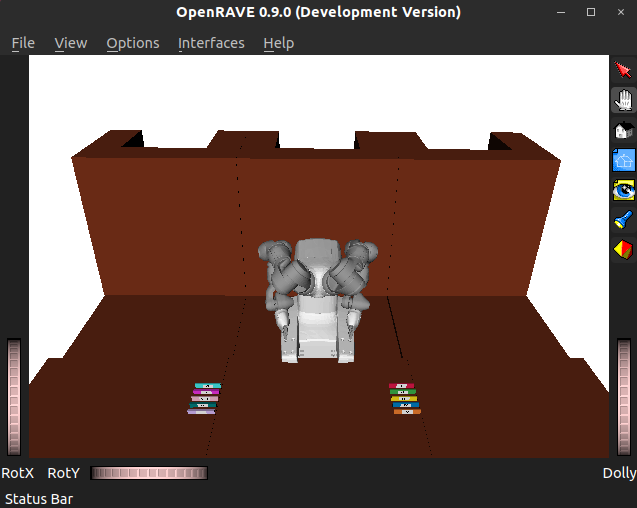 OpenRAVE 0.9.0 (Development Version)
File View Options Interfaces Help
RotX RotY Dolly
Status Bar